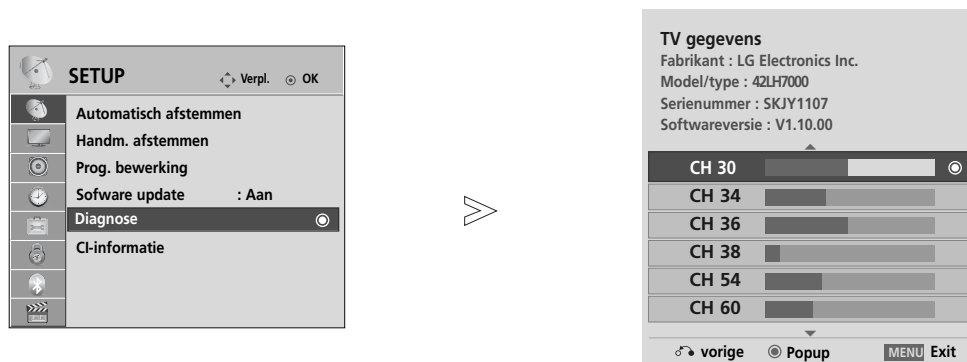 SETUP
Verpl. OK
Automatisch afstemmen
Handm. afstemmen
Prog. bewerking
Sofware update : Aan
Diagnose
CI-informatie
TV gegevens
Fabrikant : LG Electronics Inc.
Model/type : 42LH7000
Serienummer : SKJY1107
Softwareversie : V1.10.00
CH 30
CH 34
CH 36
CH 38
CH 54
CH 60
vorige Popup MENU Exit